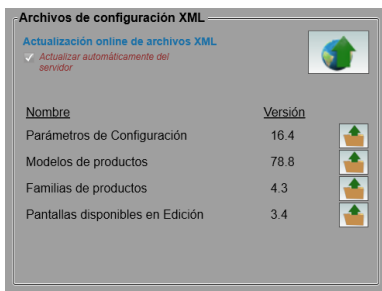 Archivos de configuración XML
Actualización online de archivos XML
Actualizar automáticamente del
servidor
Nombre Versión
Parámetros de Configuración 16.4
Modelos de productos 78.8
Familias de productos 4.3
Pantallas disponibles en Edición 3.4